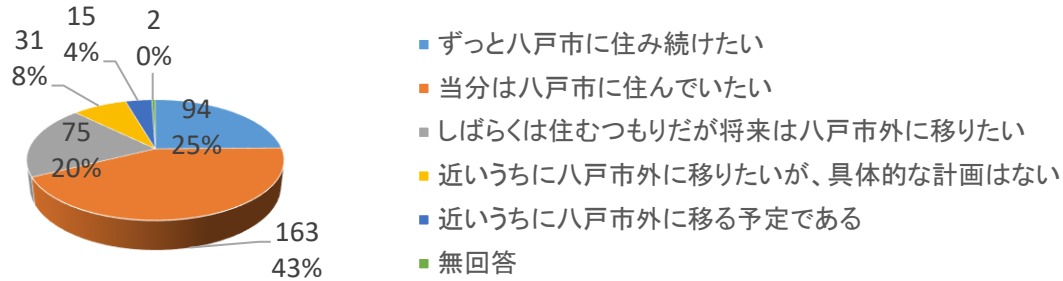 15
4%
2
0%
31
8%
94
25%
75
20%
163
43%
ずっと八戸市に住み続けたい
当分は八戸市に住んでいたい
しばらくは住むつもりだが将来は八戸市外に移りたい
近いうちに八戸市外に移りたいが、具体的な計画はない
近いうちに八戸市外に移る予定である
無回答